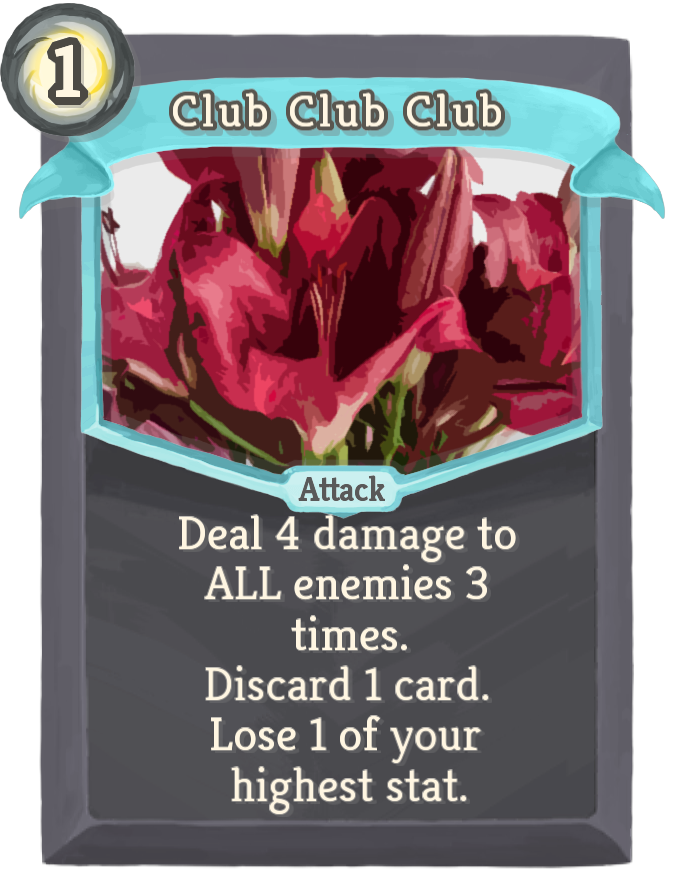 1
Club Club Club
Attack
Deal 4 damage to
ALL enemies 3
times.
Discard 1 card.
Lose 1 of your
highest stat.